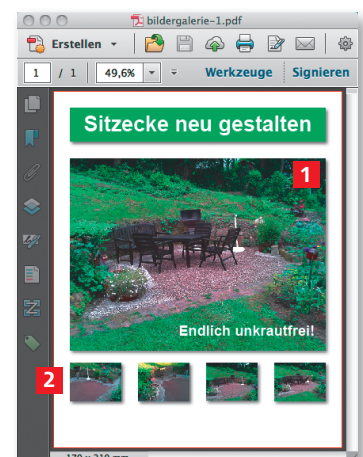 bildergalerie-1.pdf
Erstellen
1 / 1 49,6% Werkzeuge Signieren
Sitzecke neu gestalten
1
Endlich unkrautfrei!
2